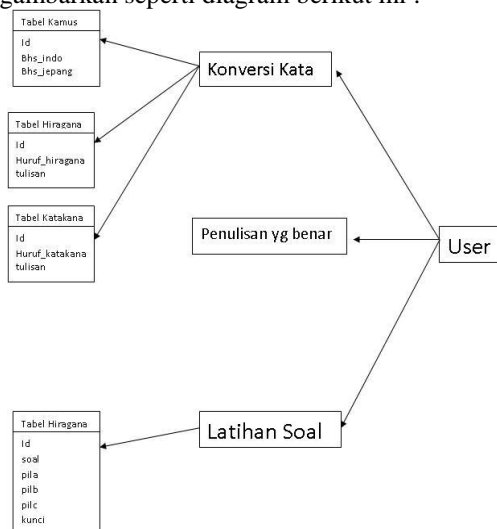 gambarkan seperti diagram berikut ini :
Tabel Kamus
Id
Bhs_indo
Bhs_jepang
Konversi Kata
Tabel Hiragana
Id
Huruf_hiragana
tulisan
Tabel Katakana
Id
Huruf_katakana
tulisan
Penulisan yg benar
User
Latihan Soal
Tabel Hiragana
Id
soal
pila
pilb
pilc
kunci